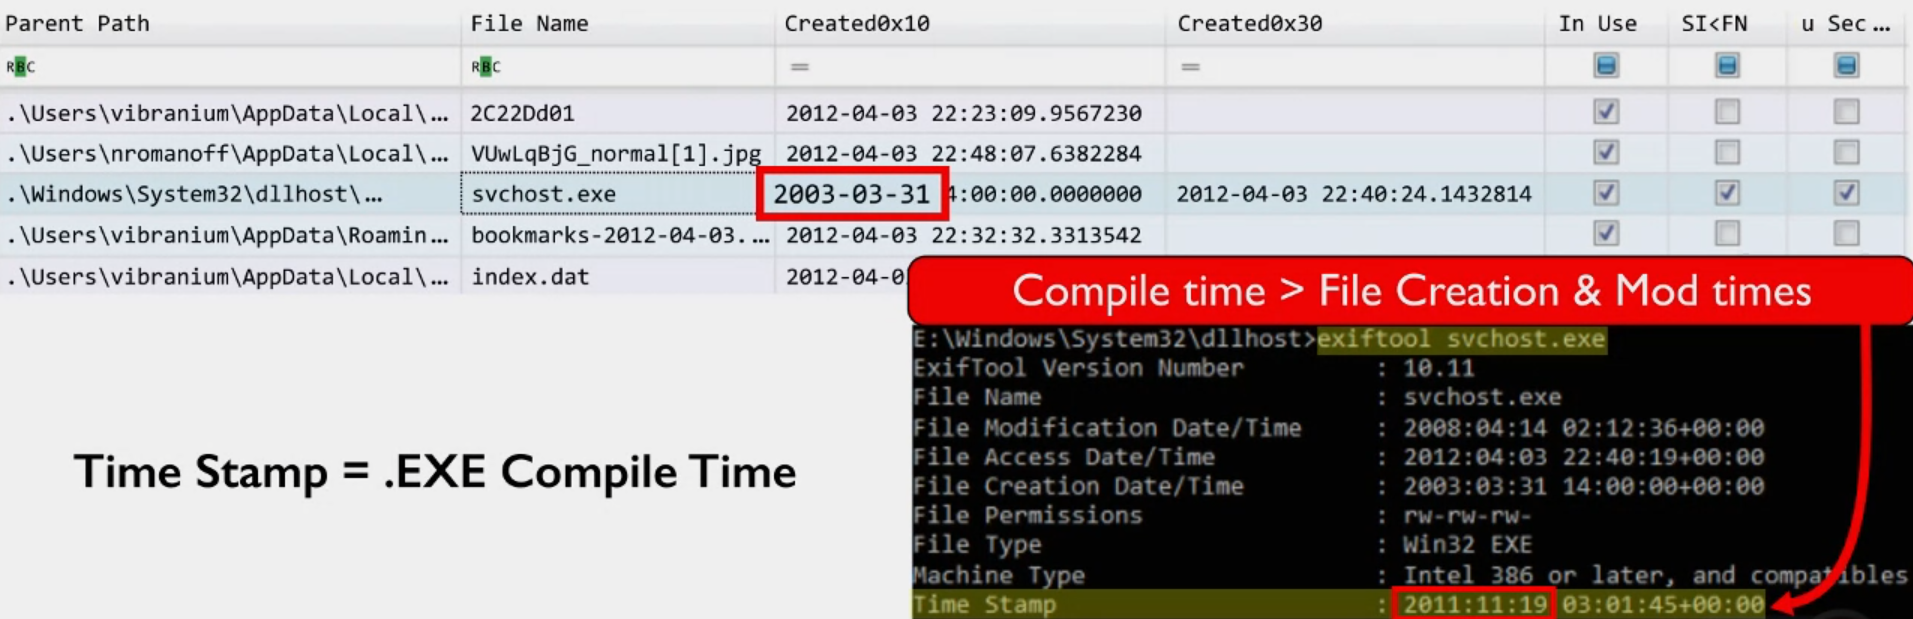 Parent Path File Name Created0x10 Created0x30 In Use SI<FN u Sec…
RBC RBC = =
.\Users\vibranium\AppData\Local\… 2C22Dd01 2012-04-03 22:23:09.9567230
.\Users\nromanoff\AppData\Local\… VUwLqBjG_normal[1].jpg 2012-04-03 22:48:07.6382284
.\Windows\System32\dllhost\… svchost.exe 2003-03-31 4:00:00.0000000 2012-04-03 22:40:24.1432814
.\Users\vibranium\AppData\Roamin… bookmarks-2012-04-03.… 2012-04-03 22:32:32.3313542
.\Users\vibranium\AppData\Local\… index.dat 2012-04-0
Compile time > File Creation & Mod times
E:\Windows\System32\dllhost>exiftool svchost.exe
ExifTool Version Number : 10.11
File Name : svchost.exe
File Modification Date/Time : 2008:04:14 02:12:36+00:00
File Access Date/Time : 2012:04:03 22:40:19+00:00
File Creation Date/Time : 2003:03:31 14:00:00+00:00
File Permissions : rw-rw-rw-
File Type : Win32 EXE
Machine Type : Intel 386 or later, and compatibles
Time Stamp : 2011:11:19 03:01:45+00:00
Time Stamp = .EXE Compile Time